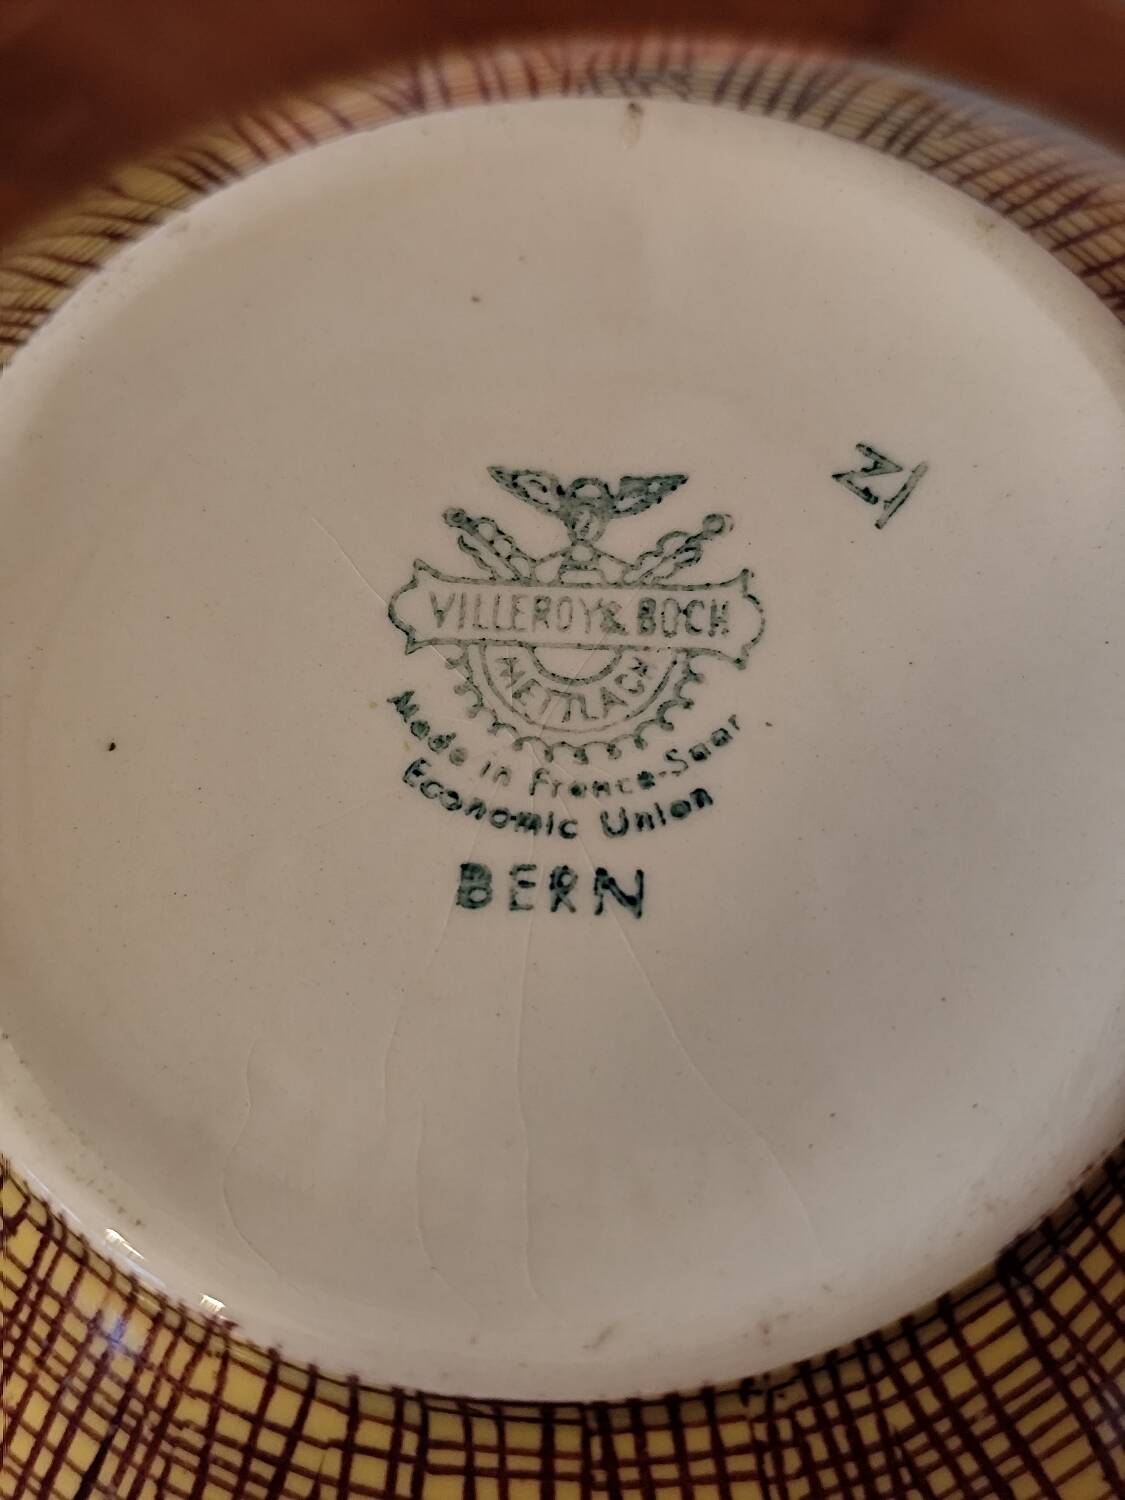 VILLEROY & BOCH
METTLACH
Made in France-Saar
Economic Union
BERN